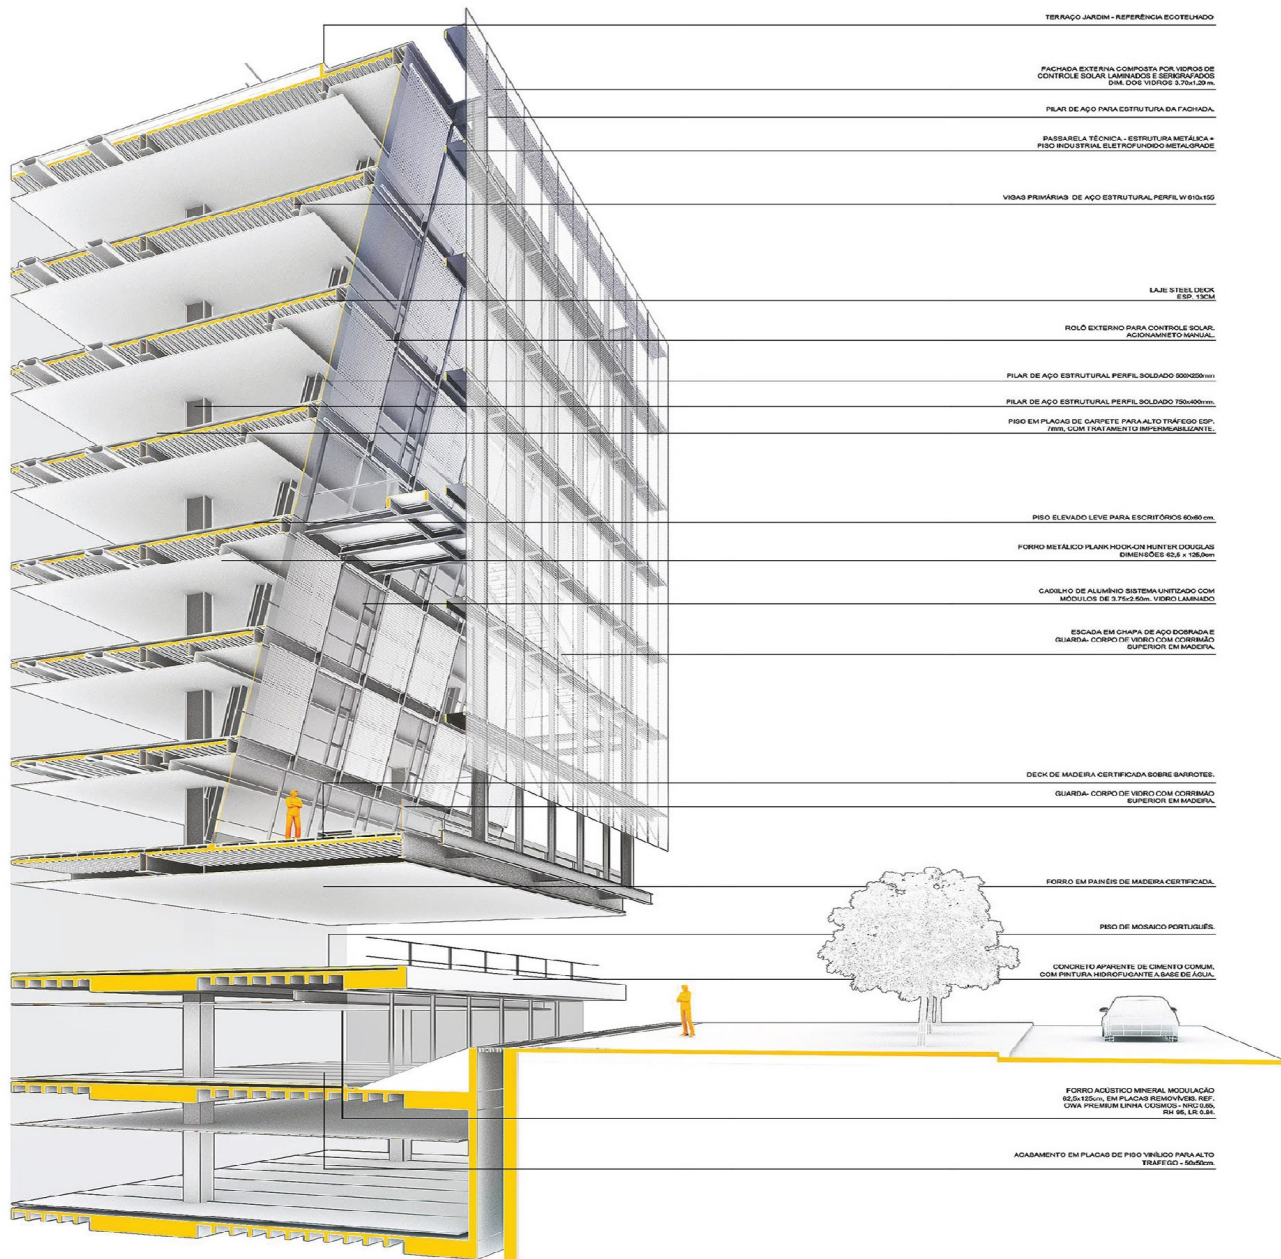 TERRAÇO JARDIM - REFERÊNCIA ECOTELHADO
FACHADA EXTERNA COMPOSTA POR VIDROS DE
CONTROLE SOLAR LAMINADOS E SERIGRAFADOS
DIM. DOS VIDROS 3.70x1.20 m.
PILAR DE AÇO PARA ESTRUTURA DA FACHADA.
PASSARELA TÉCNICA - ESTRUTURA METÁLICA +
PISO INDUSTRIAL ELETROFUNDIDO METALGRADE
VIGAS PRIMÁRIAS DE AÇO ESTRUTURAL PERFIL W 610x155
LAJE STEEL DECK
ESP. 13CM
ROLÔ EXTERNO PARA CONTROLE SOLAR.
ACIONAMNETO MANUAL.
PILAR DE AÇO ESTRUTURAL PERFIL SOLDADO 500X250mm
PILAR DE AÇO ESTRUTURAL PERFIL SOLDADO 750x400mm.
PISO EM PLACAS DE CARPETE PARA ALTO TRÁFEGO ESP.
7mm, COM TRATAMENTO IMPERMEABILIZANTE.
PISO ELEVADO LEVE PARA ESCRITÓRIOS 60x60 cm.
FORRO METÁLICO PLANK HOOK-ON HUNTER DOUGLAS
DIMENSÕES 62,5 x 125,0cm
CAIXILHO DE ALUMÍNIO SISTEMA UNITIZADO COM
MÓDULOS DE 3.75x2.50m. VIDRO LAMINADO
ESCADA EM CHAPA DE AÇO DOBRADA E
GUARDA- CORPO DE VIDRO COM CORRIMÃO
SUPERIOR EM MADEIRA.
DECK DE MADEIRA CERTIFICADA SOBRE BARROTES.
GUARDA- CORPO DE VIDRO COM CORRIMÃO
SUPERIOR EM MADEIRA.
FORRO EM PAINÉIS DE MADEIRA CERTIFICADA.
PISO DE MOSAICO PORTUGUÊS.
CONCRETO APARENTE DE CIMENTO COMUM,
COM PINTURA HIDROFUGANTE A BASE DE ÁGUA.
FORRO ACÚSTICO MINERAL MODULAÇÃO
62,5x125cm, EM PLACAS REMOVÍVEIS. REF.
OWA PREMIUM LINHA COSMOS - NRC 0.65,
RH 95, LR 0.84.
ACABAMENTO EM PLACAS DE PISO VINÍLICO PARA ALTO
TRAFEGO - 50x50cm.